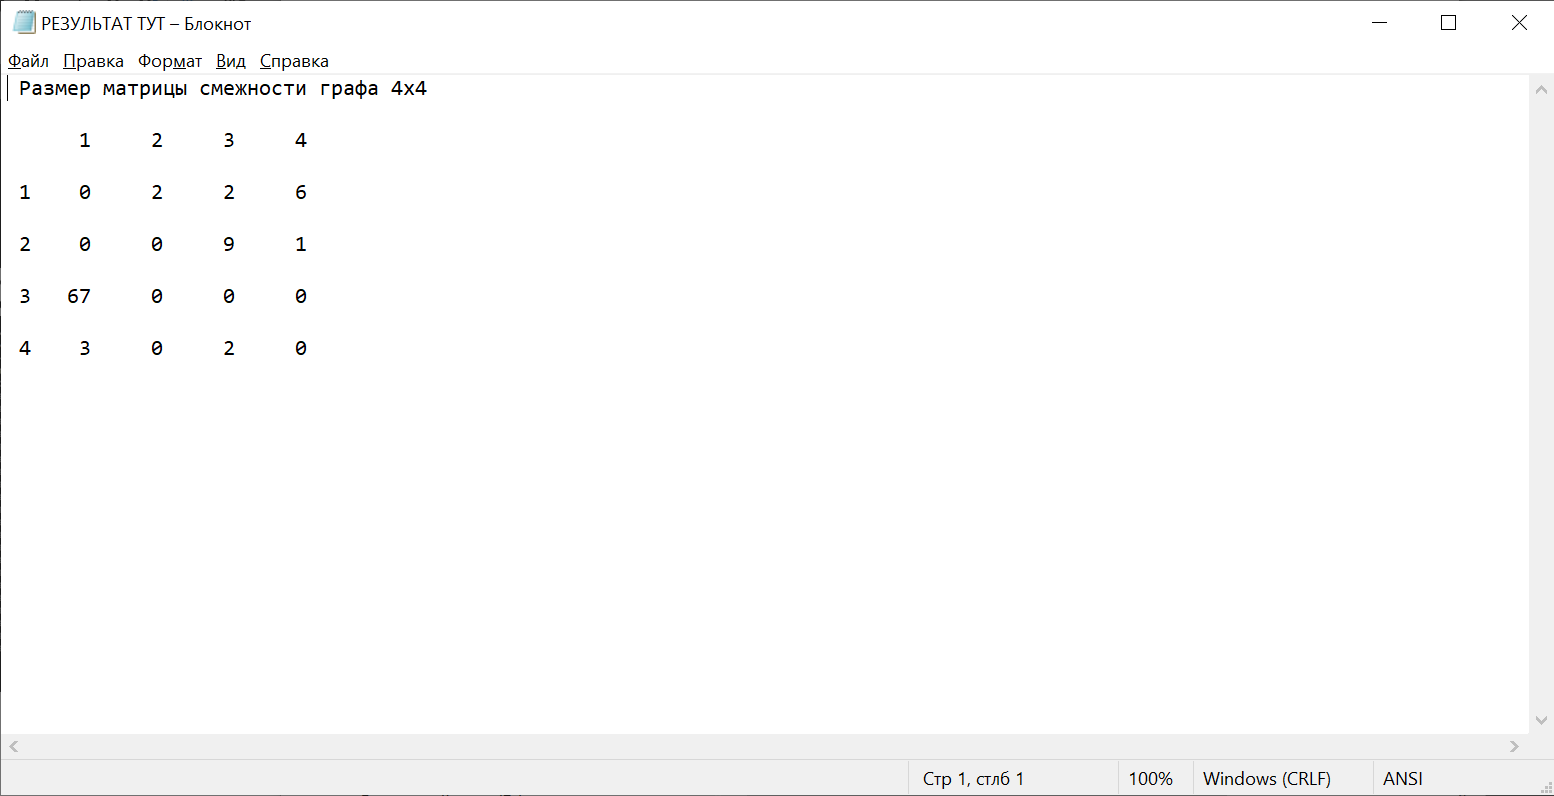 РЕЗУЛЬТАТ ТУТ – Блокнот
Файл Правка Формат Вид Справка
Размер матрицы смежности графа 4x4
1 2 3 4
1 0 2 2 6
2 0 0 9 1
3 67 0 0 0
4 3 0 2 0
Стр 1, стлб 1 100% Windows (CRLF) ANSI